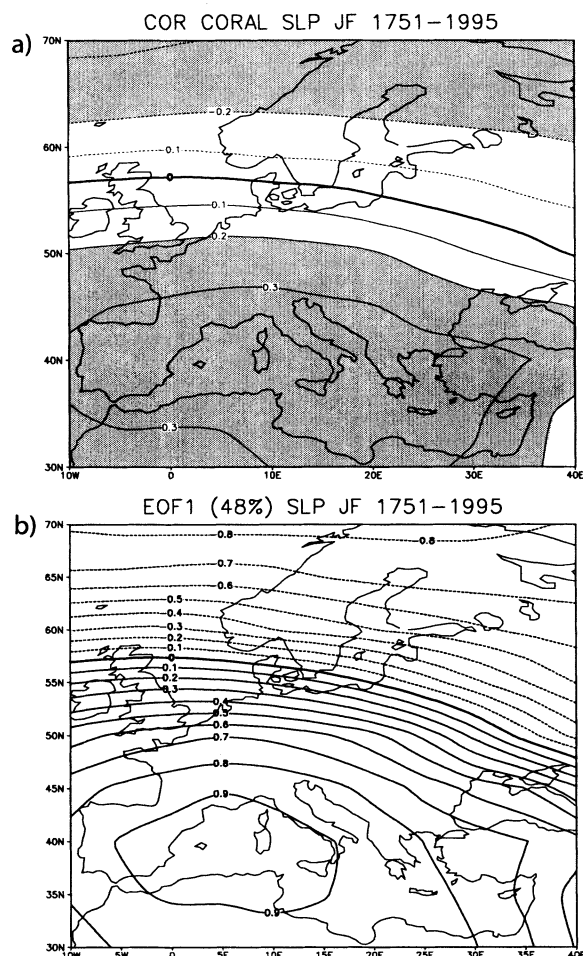 COR CORAL SLP JF 1751-1995
a)
70N
60N
50N
40N
30N
10W
0
10E
20E
30E
40E
0.2
0.1
0
0.1
0.2
0.3
0.3
EOF1 (48%) SLP JF 1751-1995
b)
70N
65N
60N
55N
50N
45N
40N
35N
30N
10W
5W
0
5E
10E
15E
20E
25E
30E
35E
40E
0.8
0.8
0.7
0.6
0.5
0.4
0.3
0.2
0.1
0
0.1
0.2
0.3
0.4
0.5
0.6
0.7
0.8
0.9
0.9